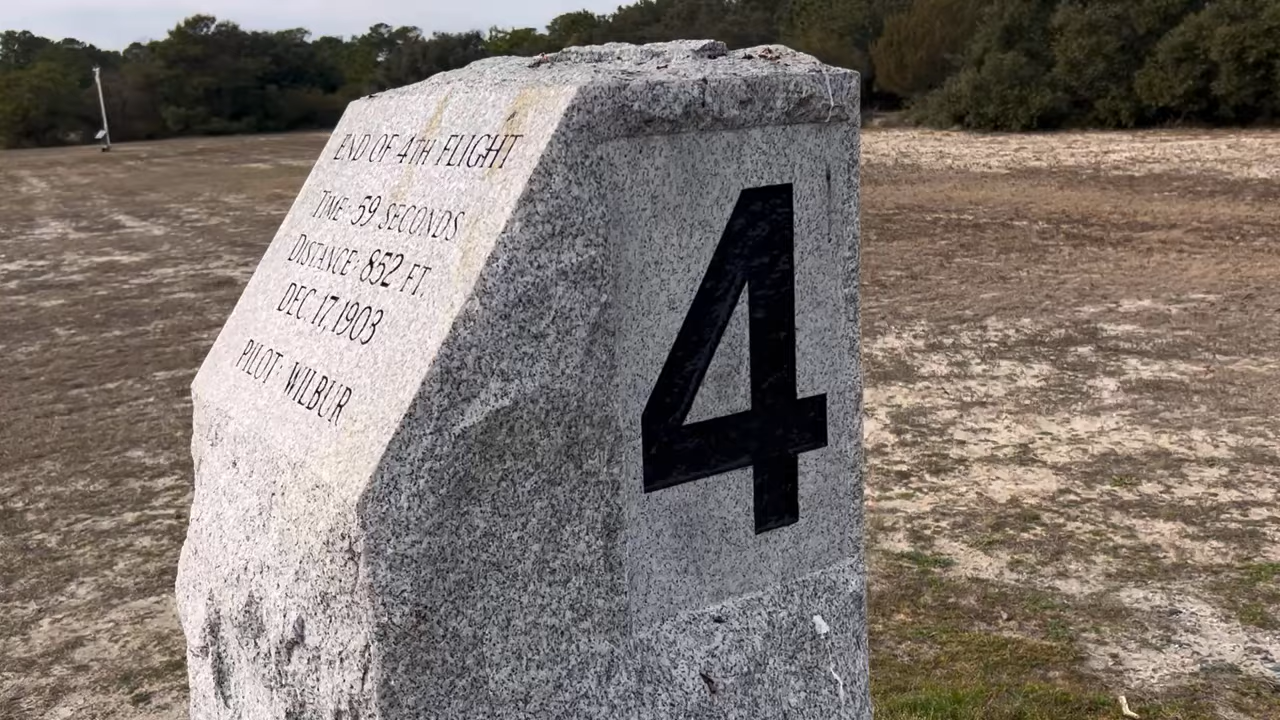 END OF 4TH FLIGHT
TIME: 59 SECONDS
DISTANCE: 852 FT.
DEC 17, 1903
PILOT: WILBUR
4